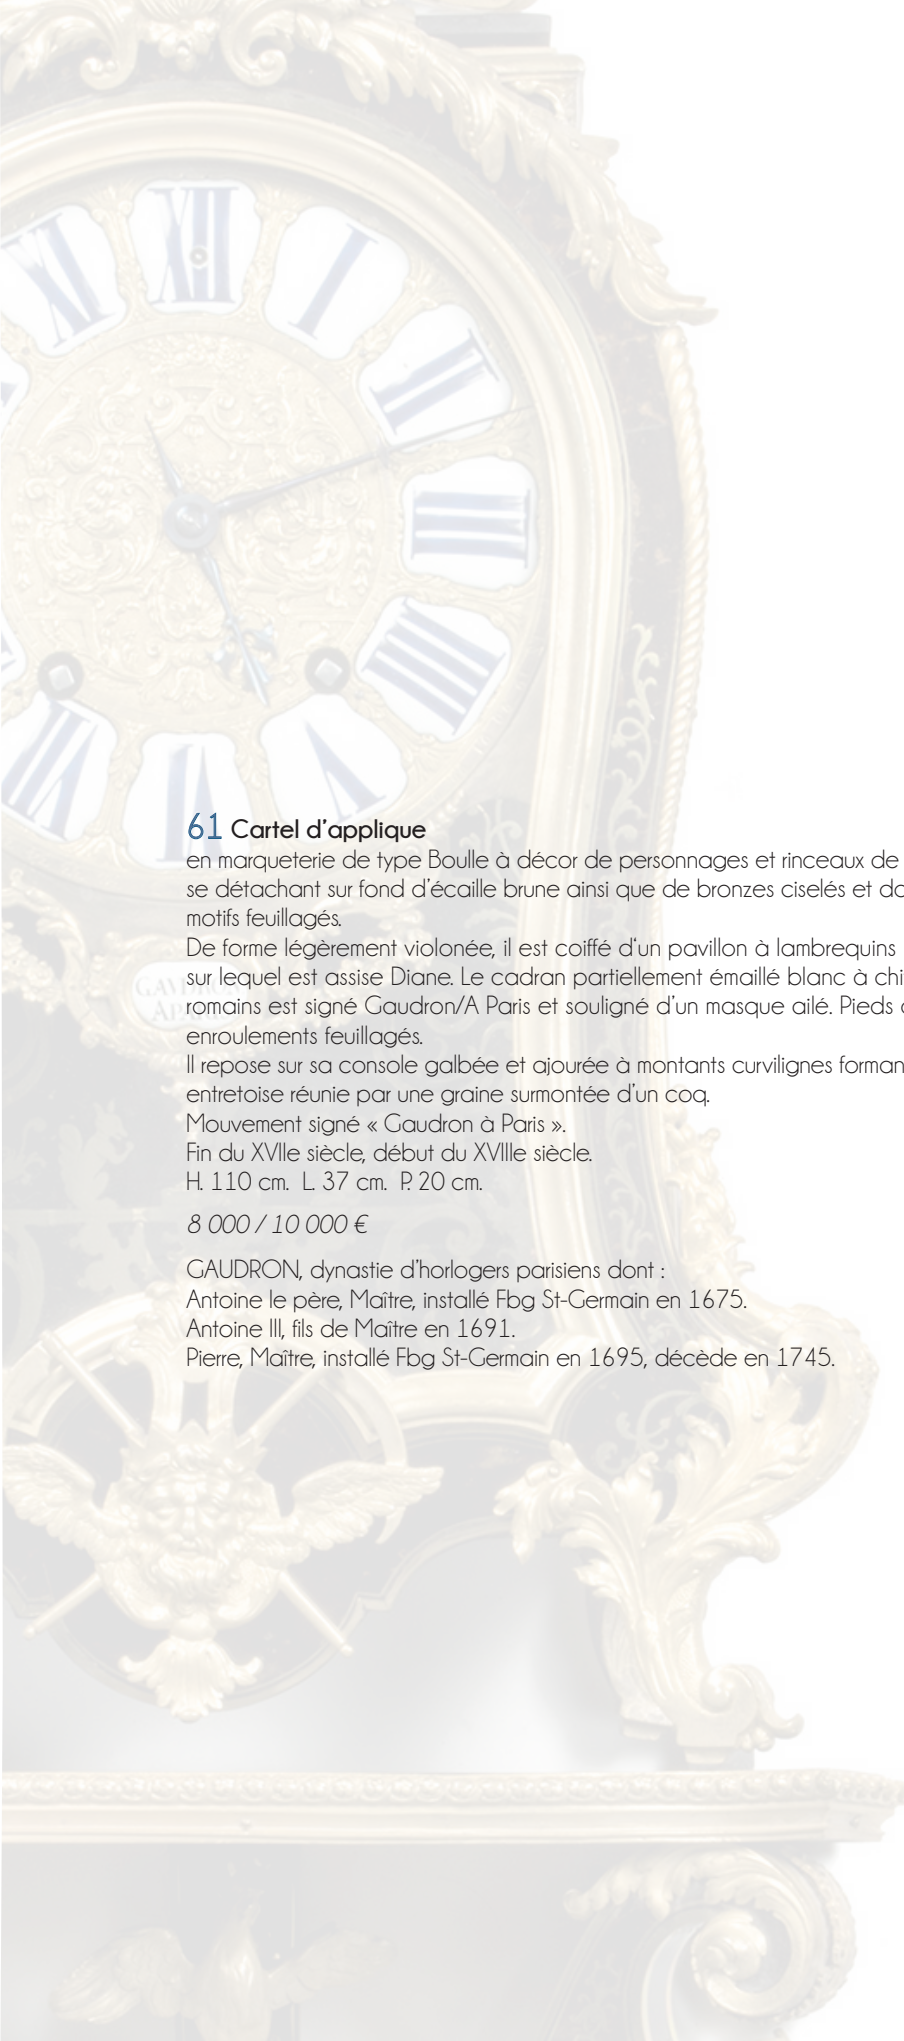 XI XII I
II
III
IIII
V
VI
VII
61 Cartel d'applique
en marqueterie de type Boulle à décor de personnages et rinceaux de
se détachant sur fond d'écaille brune ainsi que de bronzes ciselés et
motifs feuillagés.
De forme légèrement violonée, il est coiffé d'un pavillon à lambrequins
sur lequel est assise Diane. Le cadran partiellement émaillé blanc à
romains est signé Gaudron/A Paris et souligné d'un masque ailé. Pieds
enroulements feuillagés.
Il repose sur sa console galbée et ajourée à montants curvilignes
entretoise réunie par une graine surmontée d'un coq.
Mouvement signé « Gaudron à Paris ».
Fin du XVIIe siècle, début du XVIIIe siècle.
H. 110 cm. L. 37 cm. P. 20 cm.
8 000 / 10 000 €
GAUDRON, dynastie d'horlogers parisiens dont :
Antoine le père, Maître, installé Fbg St-Germain en 1675.
Antoine III, fils de Maître en 1691.
Pierre, Maître, installé Fbg St-Germain en 1695, décède en 1745.